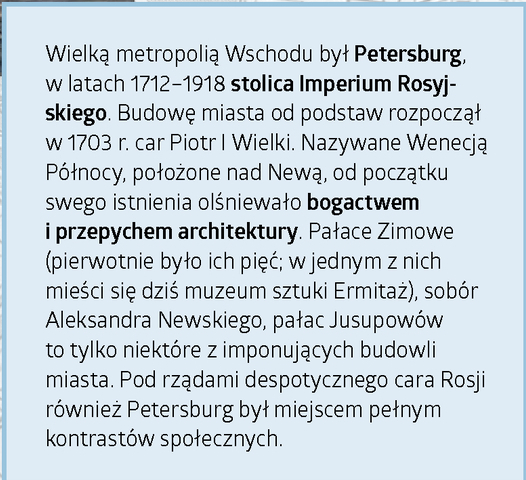 Wielką metropolią Wschodu był Petersburg,
w latach 1712–1918 stolica Imperium Rosyj-
skiego. Budowę miasta od podstaw rozpoczął
w 1703 r. car Piotr I Wielki. Nazywane Wenecją
Północy, położone nad Newą, od początku
swego istnienia olśniewało bogactwem
i przepychem architektury. Pałace Zimowe
(pierwotnie było ich pięć; w jednym z nich
mieści się dziś muzeum sztuki Ermitaż), sobór
Aleksandra Newskiego, pałac Jusupowów
to tylko niektóre z imponujących budowli
miasta. Pod rządami despotycznego cara Rosji
również Petersburg był miejscem pełnym
kontrastów społecznych.